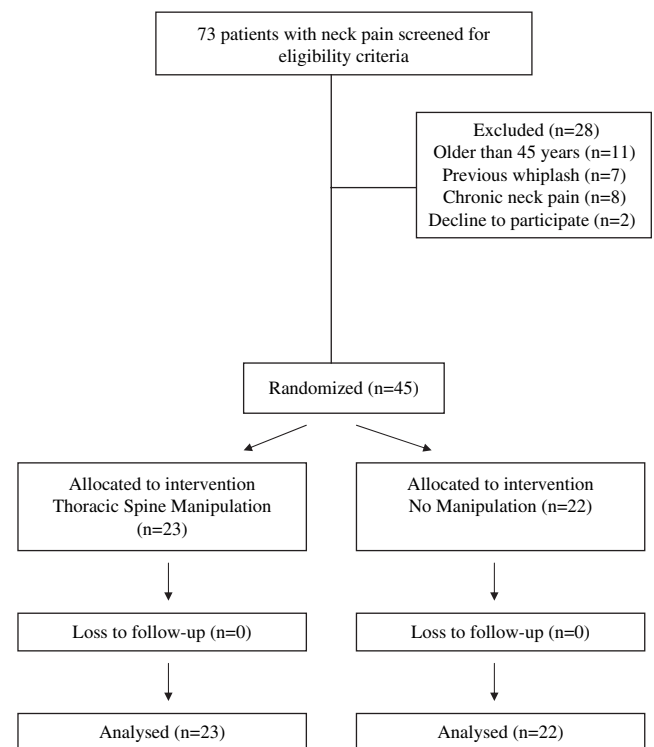 73 patients with neck pain screened for
eligibility criteria
Excluded (n=28)
Older than 45 years (n=11)
Previous whiplash (n=7)
Chronic neck pain (n=8)
Decline to participate (n=2)
Randomized (n=45)
Allocated to intervention
Thoracic Spine Manipulation
(n=23)
Allocated to intervention
No Manipulation (n=22)
Loss to follow-up (n=0)
Loss to follow-up (n=0)
Analysed (n=23)
Analysed (n=22)